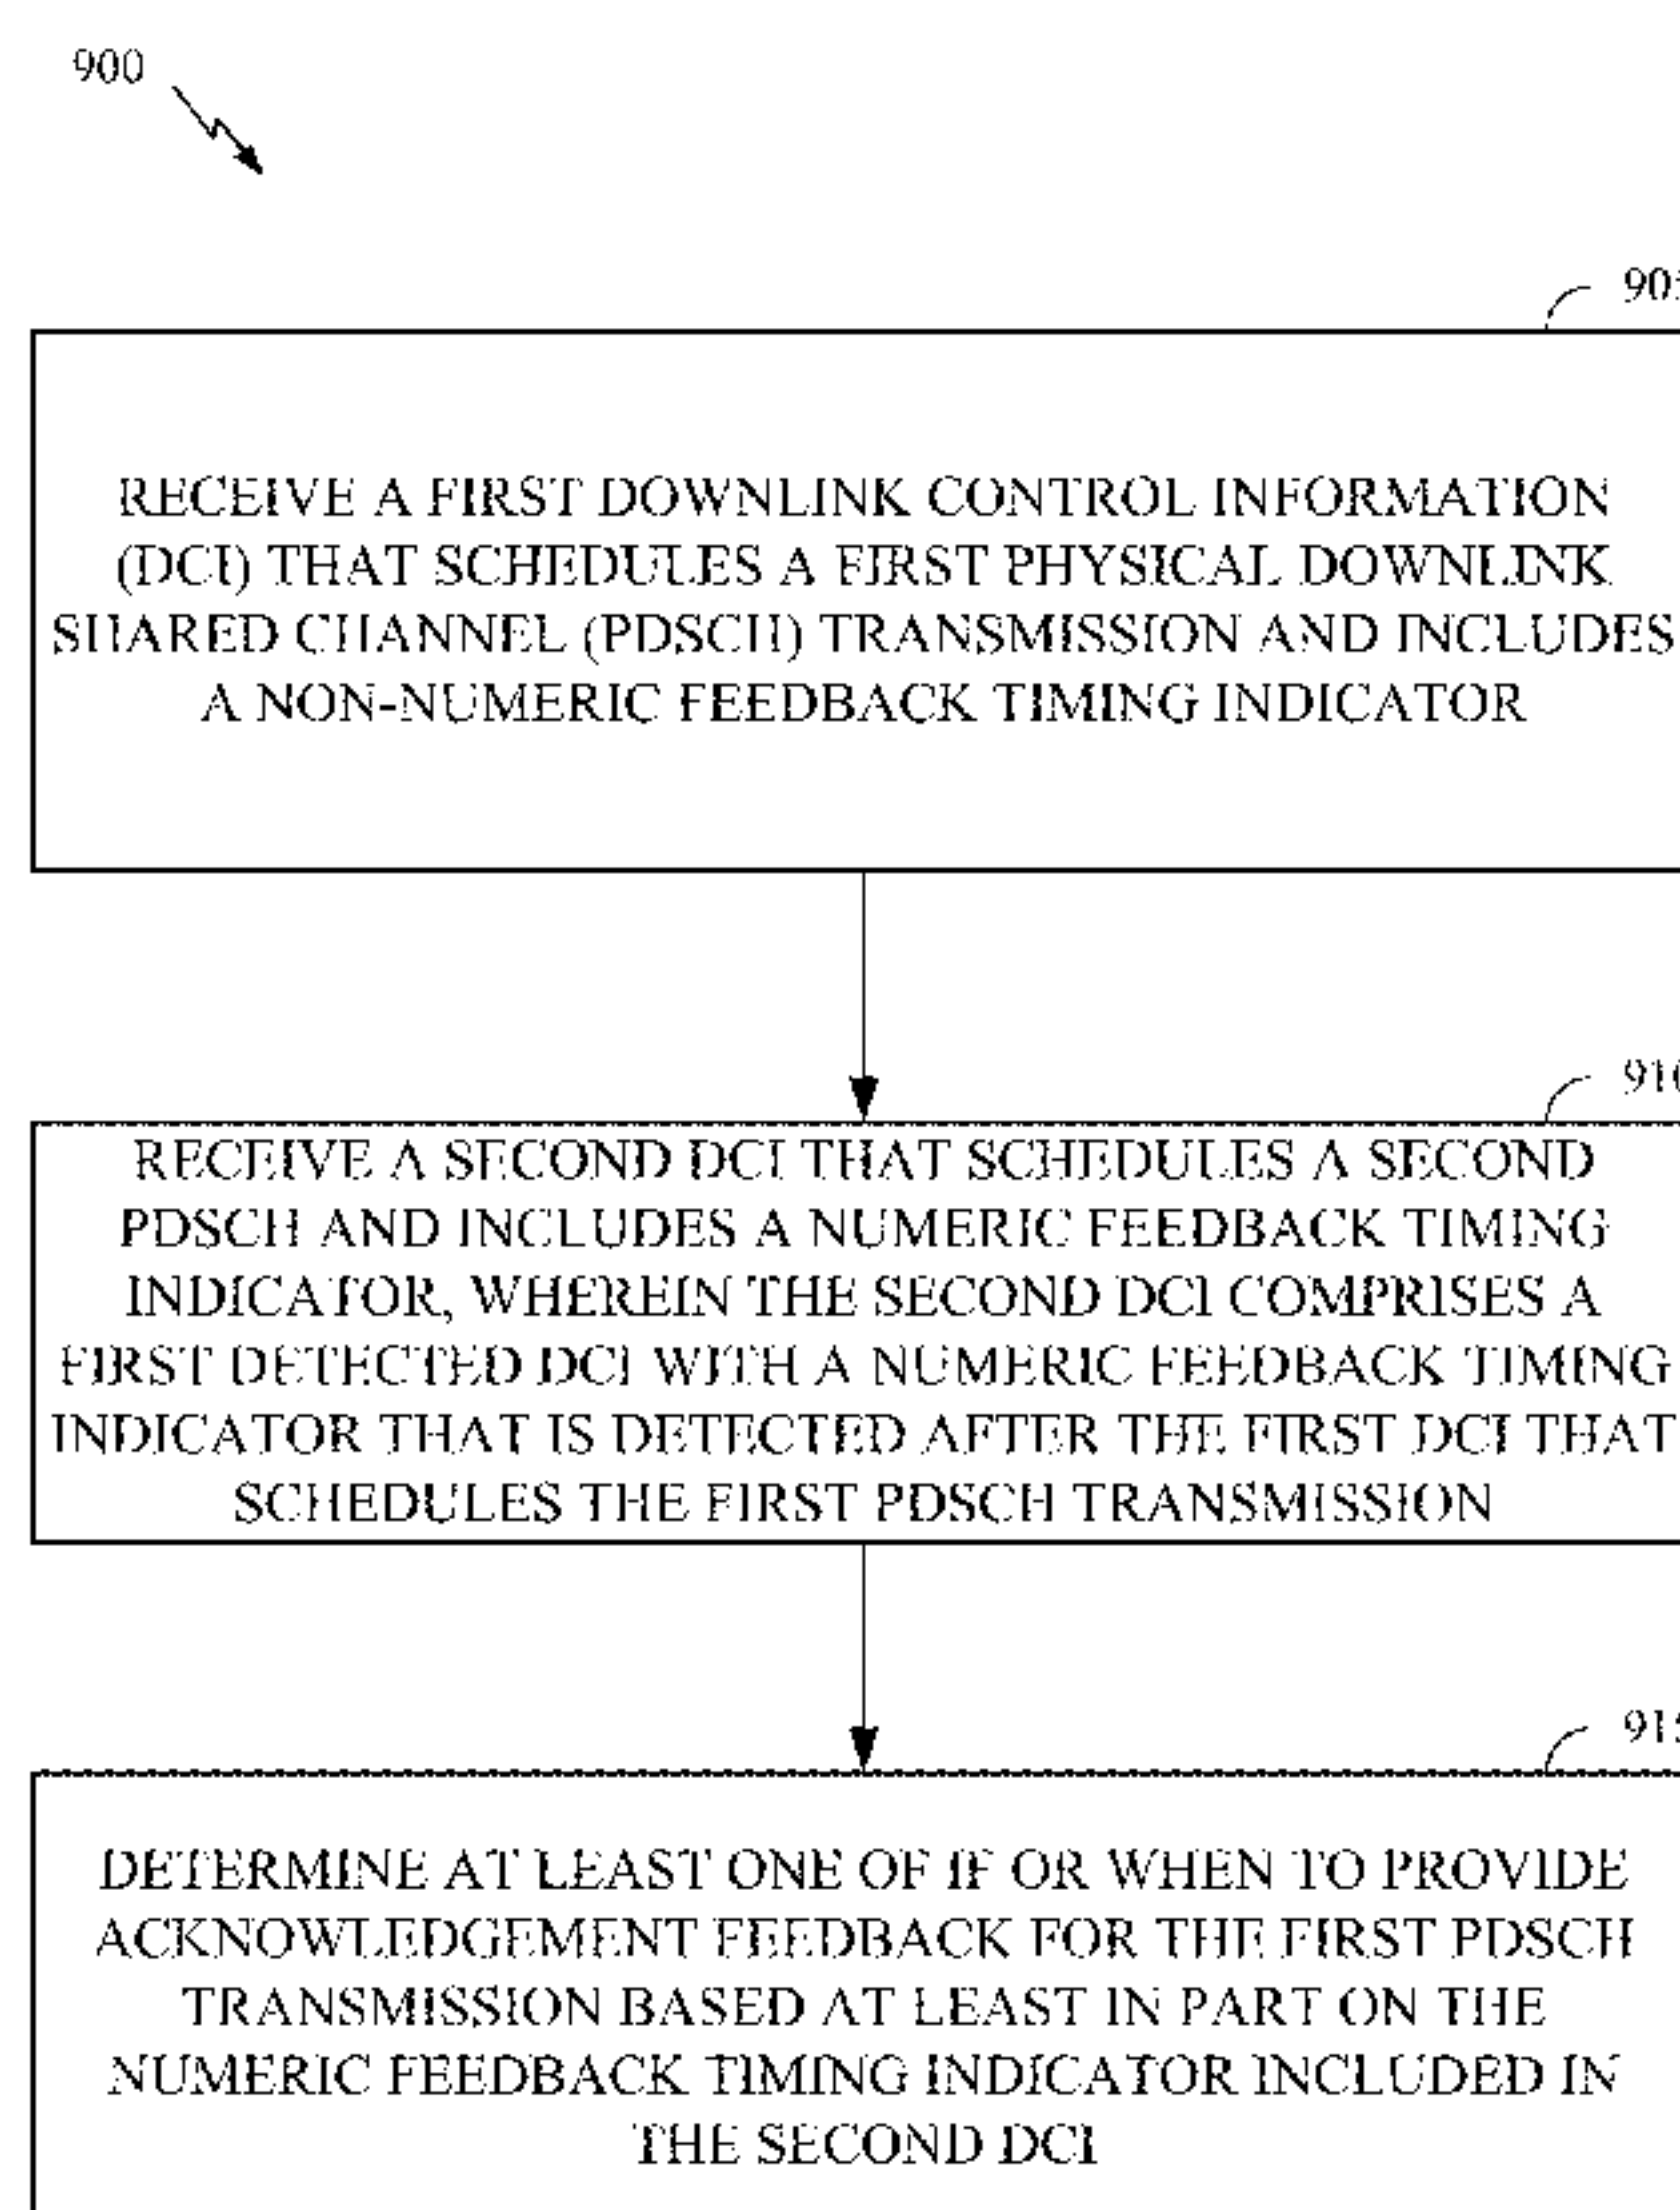 900
905
RECEIVE A FIRST DOWNLINK CONTROL INFORMATION
(DCI) THAT SCHEDULES A FIRST PHYSICAL DOWNLINK
SHARED CHANNEL (PDSCH) TRANSMISSION AND INCLUDES
A NON-NUMERIC FEEDBACK TIMING INDICATOR
910
RECEIVE A SECOND DCI THAT SCHEDULES A SECOND
PDSCH AND INCLUDES A NUMERIC FEEDBACK TIMING
INDICATOR, WHEREIN THE SECOND DCI COMPRISES A
FIRST DETECTED DCI WITH A NUMERIC FEEDBACK TIMING
INDICATOR THAT IS DETECTED AFTER THE FIRST DCI THAT
SCHEDULES THE FIRST PDSCH TRANSMISSION
915
DETERMINE AT LEAST ONE OF IF OR WHEN TO PROVIDE
ACKNOWLEDGEMENT FEEDBACK FOR THE FIRST PDSCH
TRANSMISSION BASED AT LEAST IN PART ON THE
NUMERIC FEEDBACK TIMING INDICATOR INCLUDED IN
THE SECOND DCI